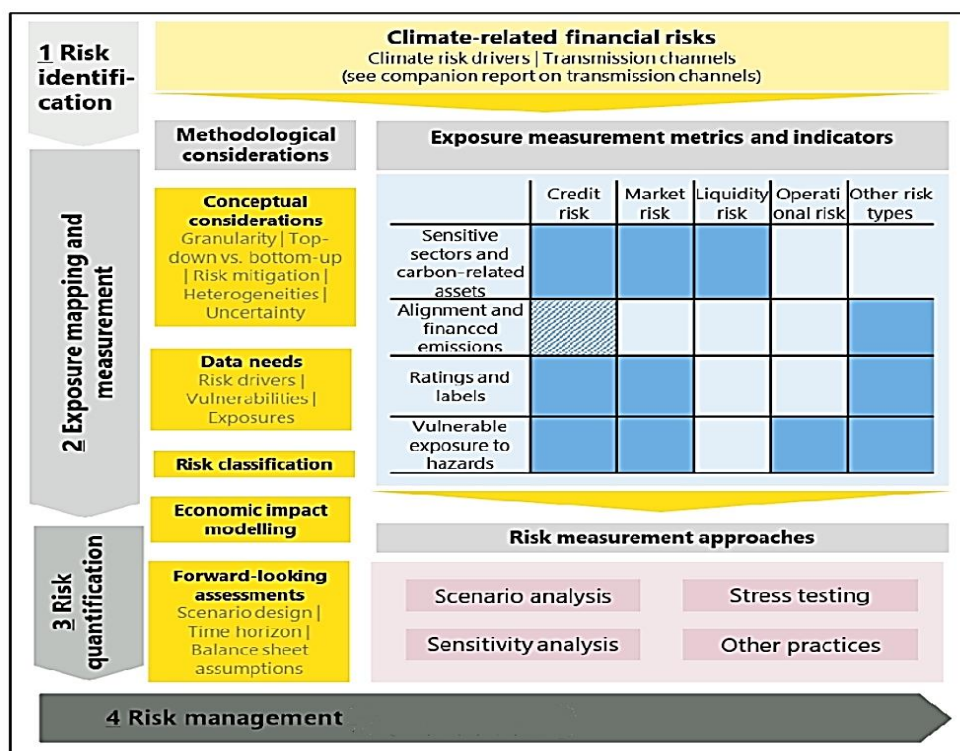 1 Risk
identifi-
cation
Climate-related financial risks
Climate risk drivers | Transmission channels
(see companion report on transmission channels)
2 Exposure mapping and
measurement
Methodological
considerations
Conceptual
considerations
Granularity | Top-
down vs. bottom-up
| Risk mitigation |
Heterogeneities |
Uncertainty
Data needs
Risk drivers |
Vulnerabilities |
Exposures
Risk classification
Economic impact
modelling
Forward-looking
assessments
Scenario design |
Time horizon |
Balance sheet
assumptions
Exposure measurement metrics and indicators
Credit
risk
Market
risk
Liquidity
risk
Operati
onal risk
Other risk
types
Sensitive
sectors and
carbon-related
assets
Alignment and
financed
emissions
Ratings and
labels
Vulnerable
exposure to
hazards
3 Risk
quantification
Risk measurement approaches
Scenario analysis
Stress testing
Sensitivity analysis
Other practices
4 Risk management